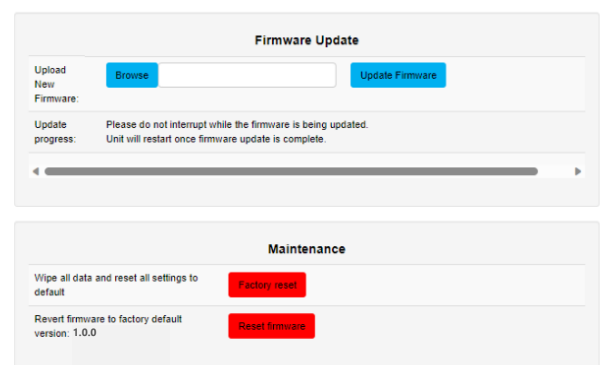 Firmware Update
Upload
New
Firmware:
Browse
Update Firmware
Update
progress:
Please do not interrupt while the firmware is being updated.
Unit will restart once firmware update is complete.
Maintenance
Wipe all data and reset all settings to
default
Factory reset
Revert firmware to factory default
version: 1.0.0
Reset firmware